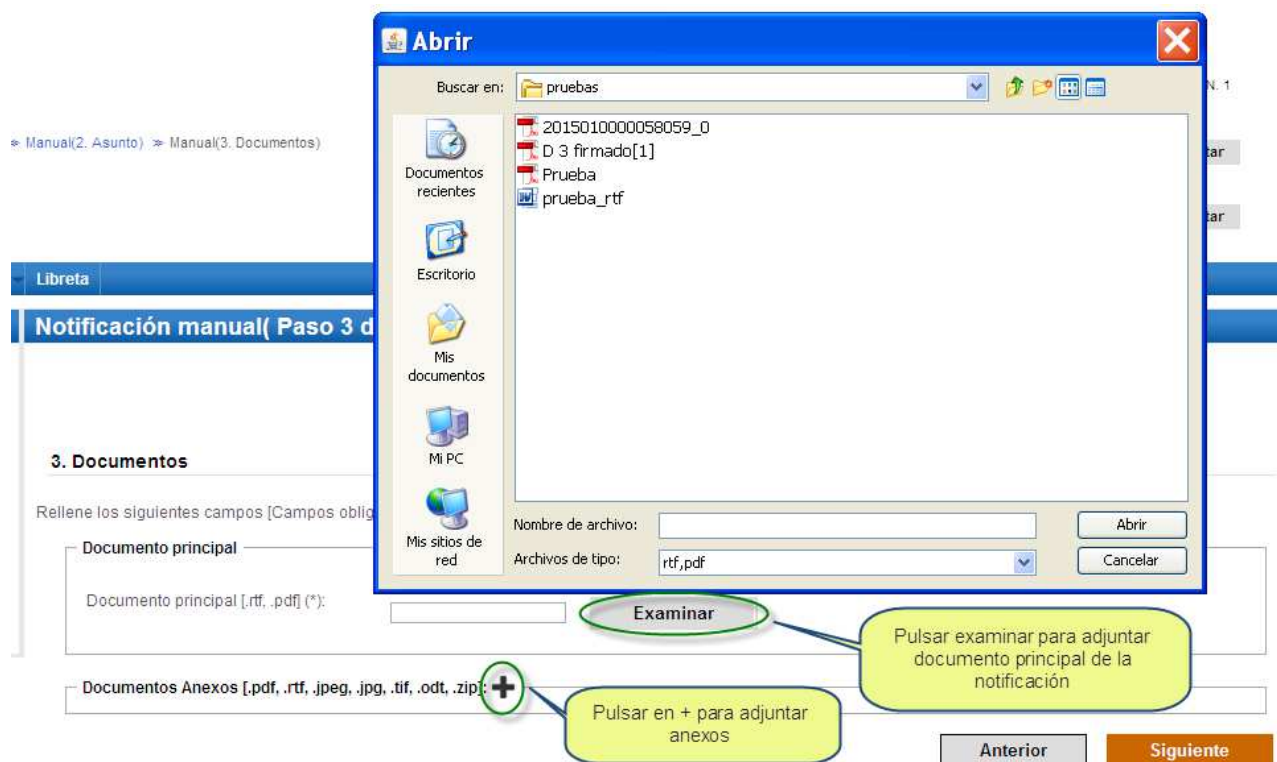 Abrir
Buscar en: pruebas
N. 1
Manual(2. Asunto) >> Manual(3. Documentos)
2015010000058059_0
D 3 firmado[1]
Prueba
prueba_rtf
Documentos
recientes
Escritorio
Mis
documentos
Mi PC
Mis sitios de
red
tar
tar
Libreta
Notificación manual( Paso 3 d
3. Documentos
Rellene los siguientes campos [Campos oblig
Nombre de archivo:
Abrir
Archivos de tipo: rtf,pdf
Cancelar
Documento principal
Documento principal [.rtf, .pdf] (*):
Examinar
Pulsar examinar para adjuntar
documento principal de la
notificación
Documentos Anexos [.pdf, .rtf, .jpeg, .jpg, .tif, .odt, .zip]: +
Pulsar en + para adjuntar
anexos
Anterior
Siguiente